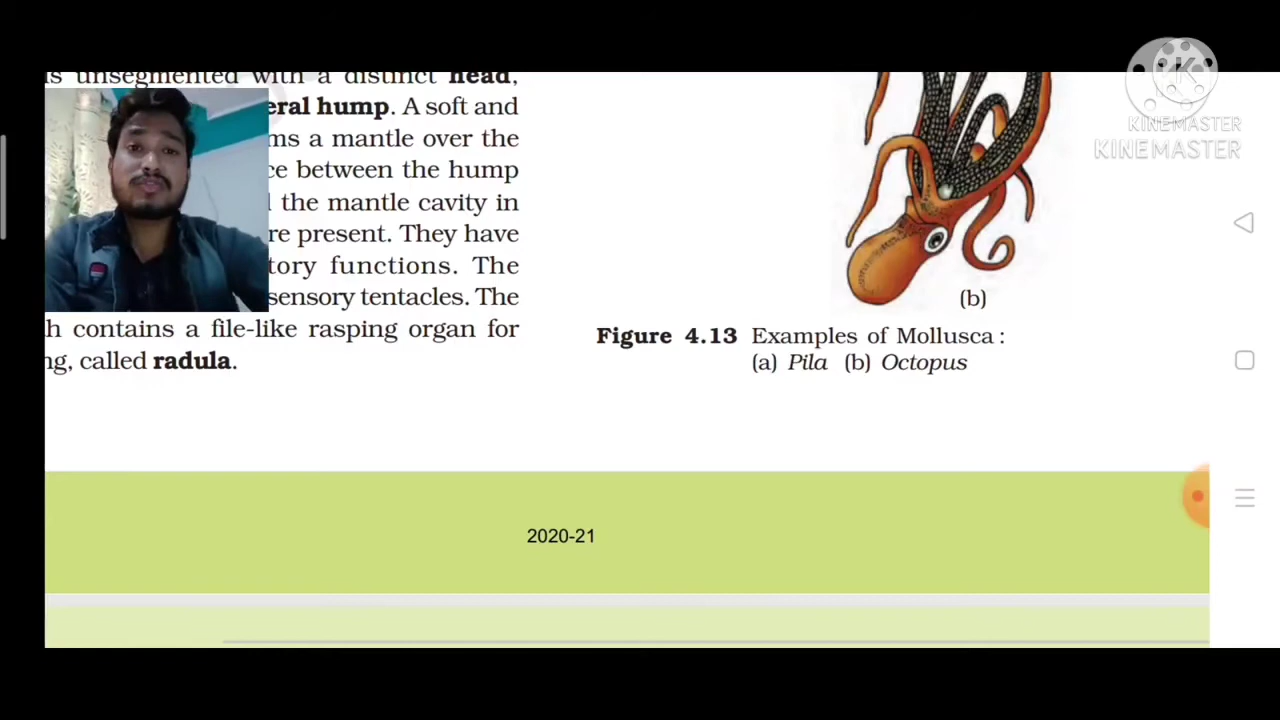 is unsegmented with a distinct head,
eral hump. A soft and
ms a mantle over the
ce between the hump
the mantle cavity in
re present. They have
tory functions. The
sensory tentacles. The
h contains a file-like rasping organ for
ng, called radula.
(b)
Figure 4.13 Examples of Mollusca :
(a) Pila (b) Octopus
2020-21
KINEMASTER
KINEMASTER